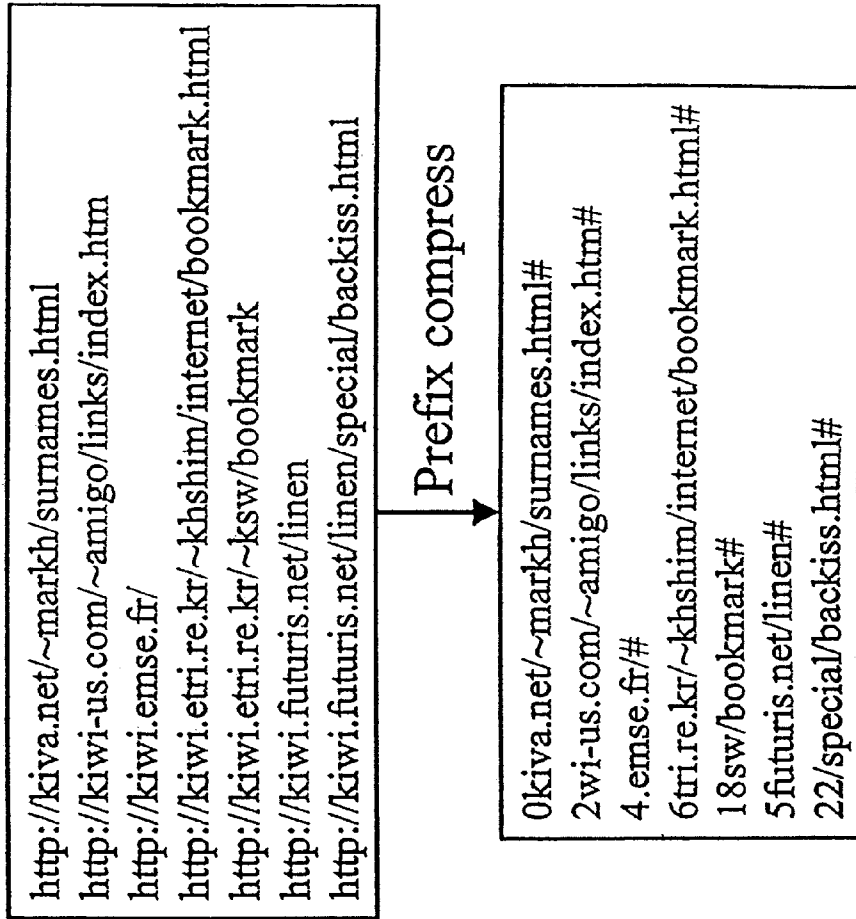 http://kiva.net/~markh/surnames.html
http://kiwi-us.com/~amigo/links/index.htm
http://kiwi.emse.fr/
http://kiwi.etri.re.kr/~khshim/internet/bookmark.html
http://kiwi.etri.re.kr/~ksw/bookmark
http://kiwi.futuris.net/linen
http://kiwi.futuris.net/linen/special/backiss.html
Prefix compress
0kiva.net/~markh/surnames.html#
2wi-us.com/~amigo/links/index.htm#
4.emse.fr/#
6tri.re.kr/~khshim/internet/bookmark.html#
18sw/bookmark#
5futuris.net/linen#
22/special/backiss.html#